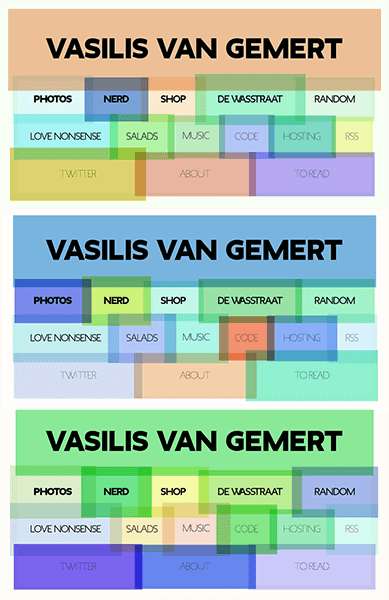 VASILIS VAN GEMERT
PHOTOS NERD SHOP DE WASSTRAAT RANDOM
LOVE NONSENSE SALADS MUSIC CODE HOSTING RSS
TWITTER ABOUT TO READ
VASILIS VAN GEMERT
PHOTOS NERD SHOP DE WASSTRAAT RANDOM
LOVE NONSENSE SALADS MUSIC CODE HOSTING RSS
TWITTER ABOUT TO READ
VASILIS VAN GEMERT
PHOTOS NERD SHOP DE WASSTRAAT RANDOM
LOVE NONSENSE SALADS MUSIC CODE HOSTING RSS
TWITTER ABOUT TO READ